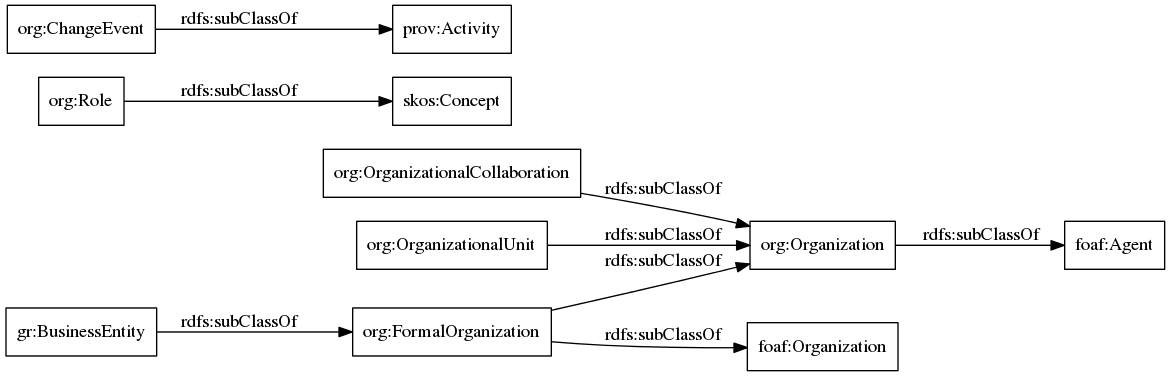 org:ChangeEvent
rdfs:subClassOf
prov:Activity
org:Role
rdfs:subClassOf
skos:Concept
org:OrganizationalCollaboration
rdfs:subClassOf
org:OrganizationalUnit
rdfs:subClassOf
org:Organization
rdfs:subClassOf
foaf:Agent
rdfs:subClassOf
gr:BusinessEntity
rdfs:subClassOf
org:FormalOrganization
rdfs:subClassOf
foaf:Organization